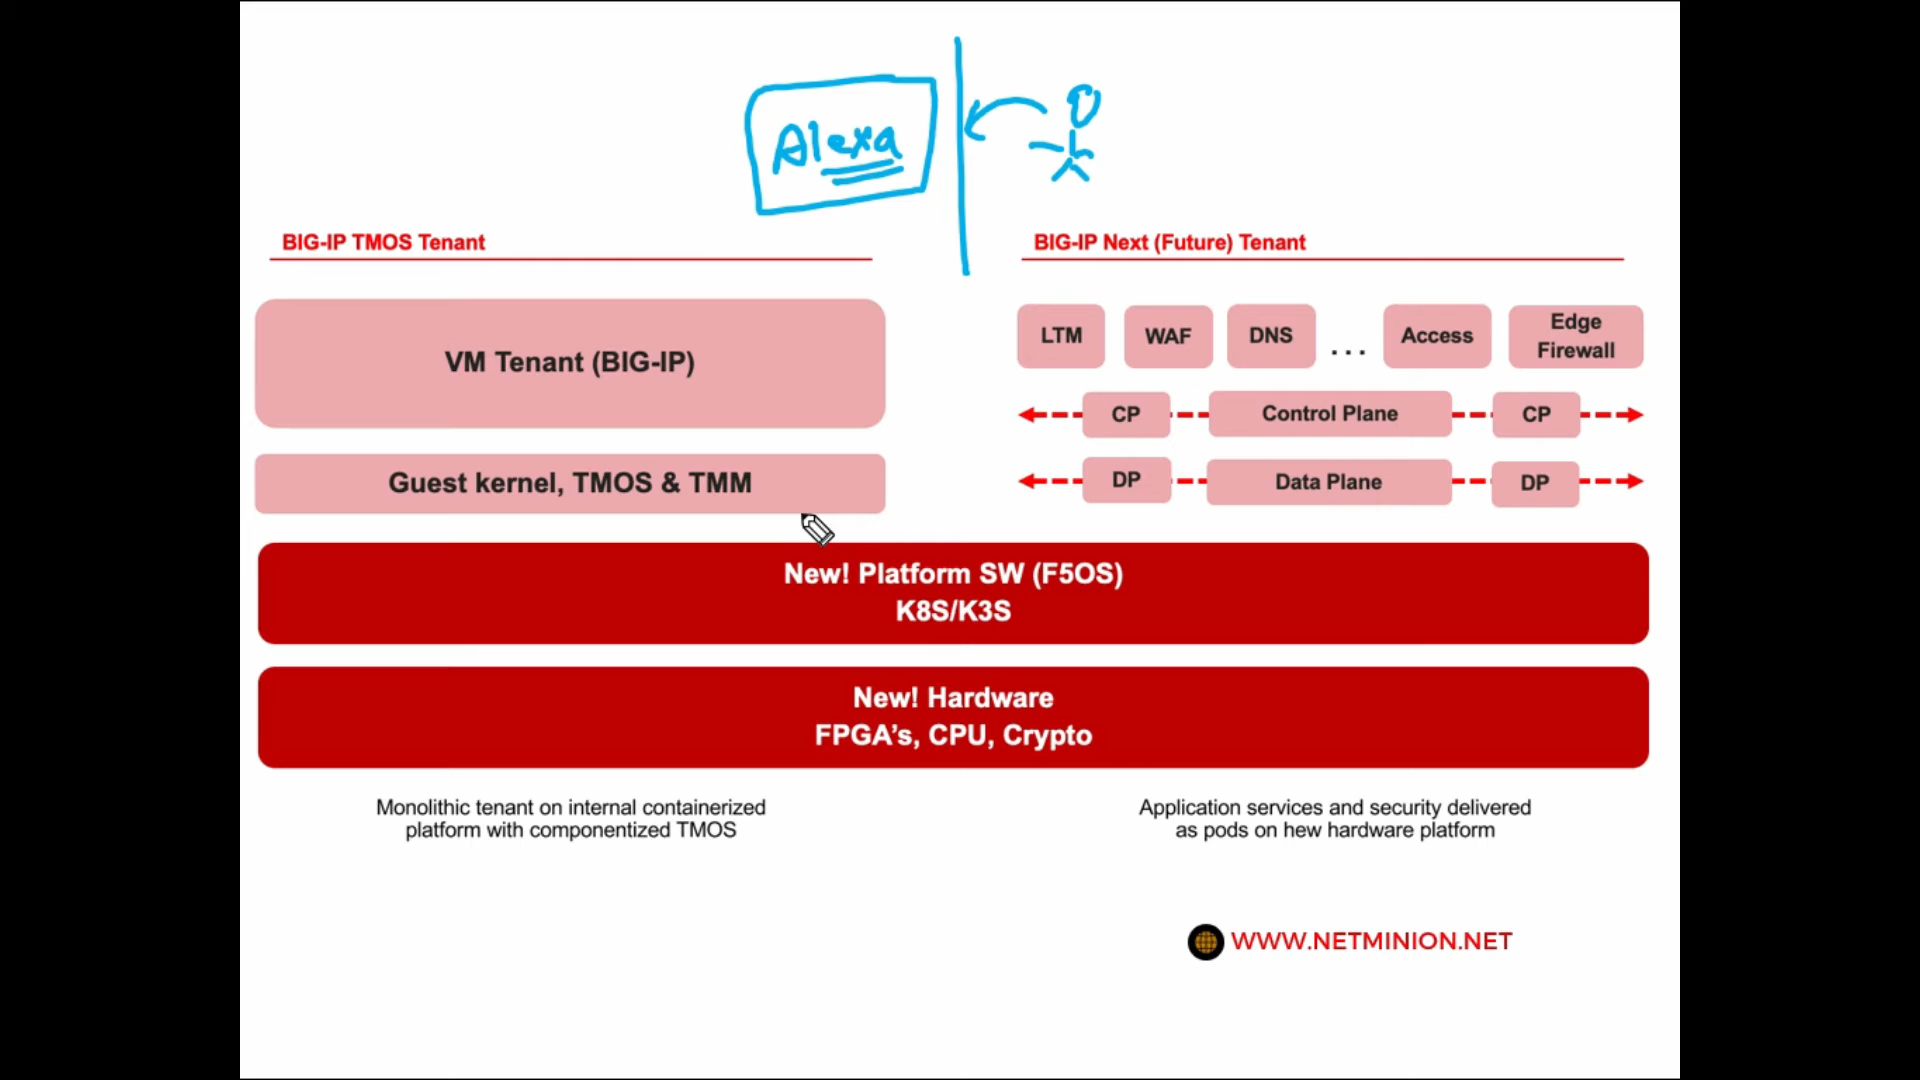 Alexa
BIG-IP TMOS Tenant
BIG-IP Next (Future) Tenant
VM Tenant (BIG-IP)
LTM
WAF
DNS
...
Access
Edge
Firewall
CP
Control Plane
CP
Guest kernel, TMOS & TMM
DP
Data Plane
DP
New! Platform SW (F5OS)
K8S/K3S
New! Hardware
FPGA’s, CPU, Crypto
Monolithic tenant on internal containerized
platform with componentized TMOS
Application services and security delivered
as pods on hew hardware platform
WWW.NETMINION.NET